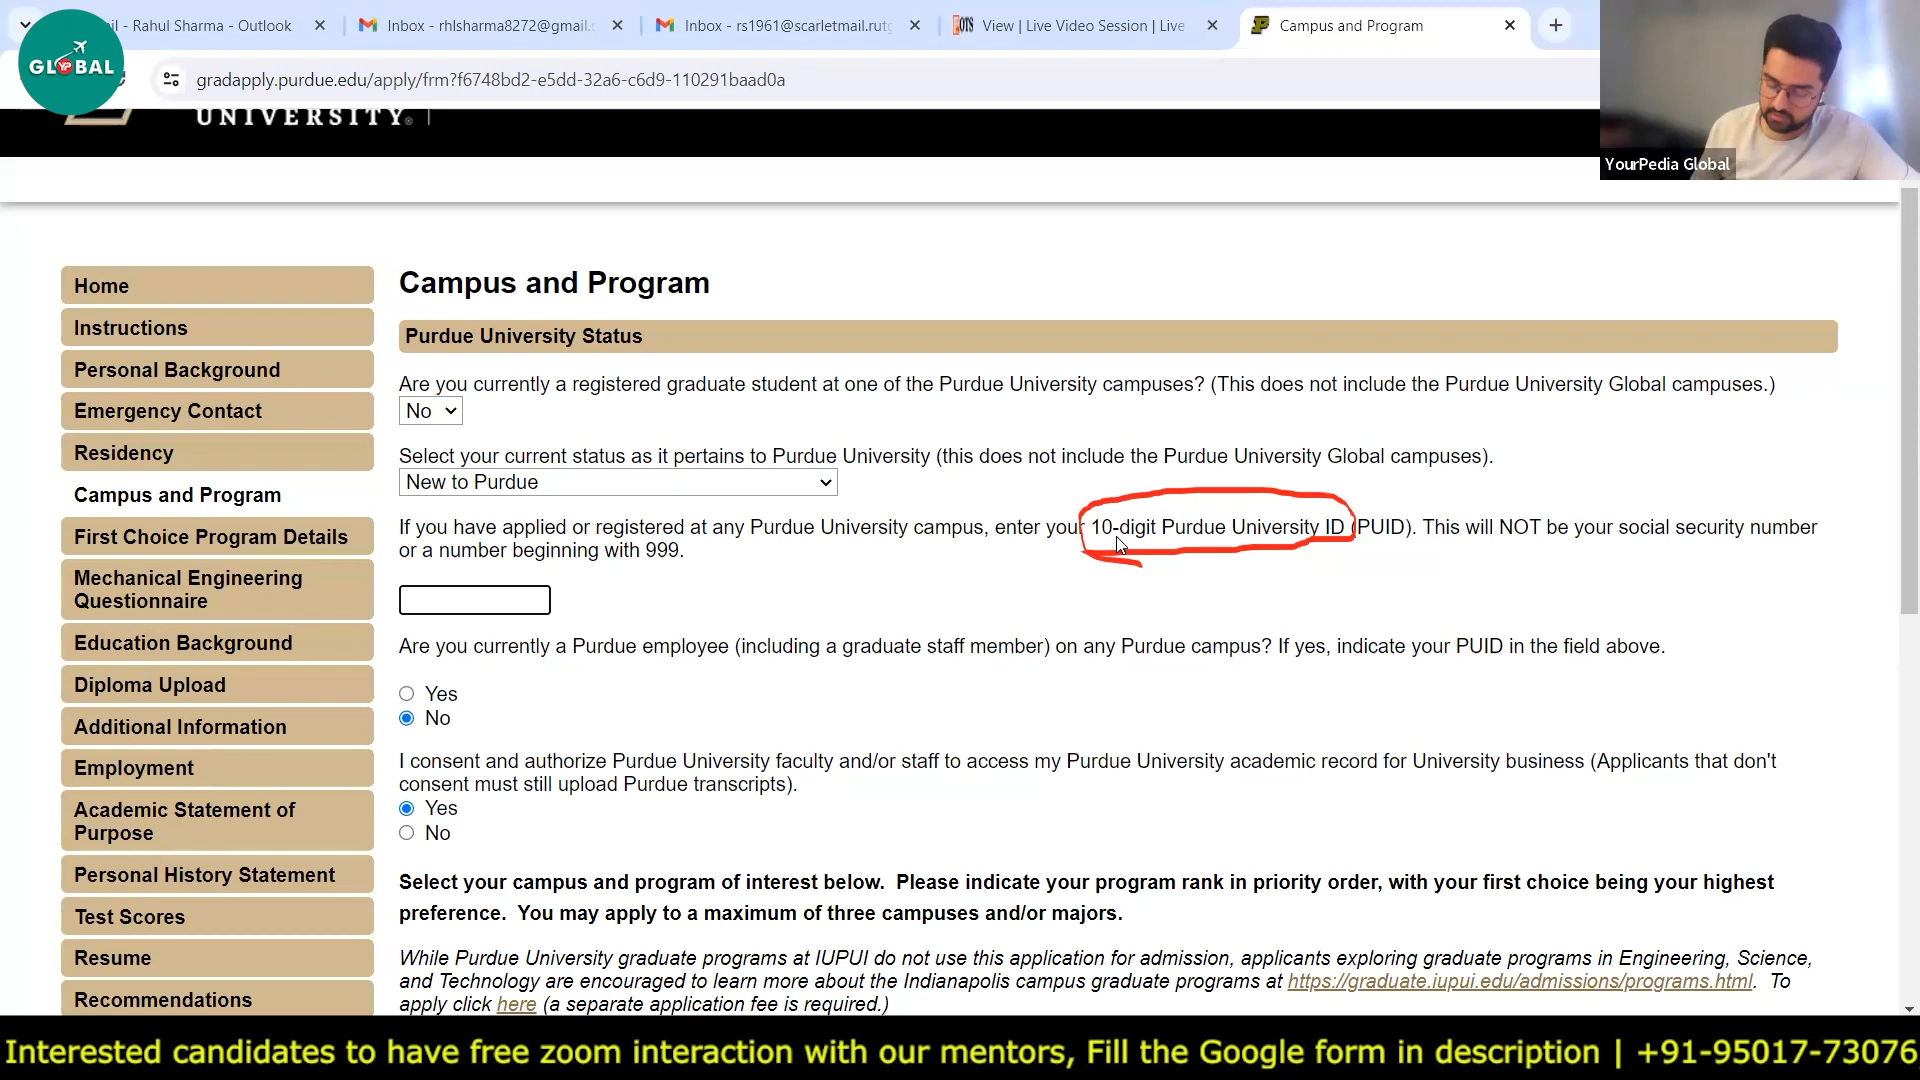 il - Rahul Sharma - Outlook
Inbox - rhlsharma8272@gmail.c
Inbox - rs1961@scarletmail.rutg
OTS View | Live Video Session | Live
Campus and Program
GLOBAL
YP
gradapply.purdue.edu/apply/frm?f6748bd2-e5dd-32a6-c6d9-110291baad0a
UNIVERSITY®
YourPedia Global
Home
Instructions
Personal Background
Emergency Contact
Residency
Campus and Program
First Choice Program Details
Mechanical Engineering
Questionnaire
Education Background
Diploma Upload
Additional Information
Employment
Academic Statement of
Purpose
Personal History Statement
Test Scores
Resume
Recommendations
Campus and Program
Purdue University Status
Are you currently a registered graduate student at one of the Purdue University campuses? (This does not include the Purdue University Global campuses.)
No
Select your current status as it pertains to Purdue University (this does not include the Purdue University Global campuses).
New to Purdue
If you have applied or registered at any Purdue University campus, enter your 10-digit Purdue University ID (PUID). This will NOT be your social security number
or a number beginning with 999.
Are you currently a Purdue employee (including a graduate staff member) on any Purdue campus? If yes, indicate your PUID in the field above.
Yes
No
I consent and authorize Purdue University faculty and/or staff to access my Purdue University academic record for University business (Applicants that don't
consent must still upload Purdue transcripts).
Yes
No
Select your campus and program of interest below. Please indicate your program rank in priority order, with your first choice being your highest
preference. You may apply to a maximum of three campuses and/or majors.
While Purdue University graduate programs at IUPUI do not use this application for admission, applicants exploring graduate programs in Engineering, Science,
and Technology are encouraged to learn more about the Indianapolis campus graduate programs at https://graduate.iupui.edu/admissions/programs.html. To
apply click here (a separate application fee is required.)
Interested candidates to have free zoom interaction with our mentors, Fill the Google form in description | +91-95017-73076